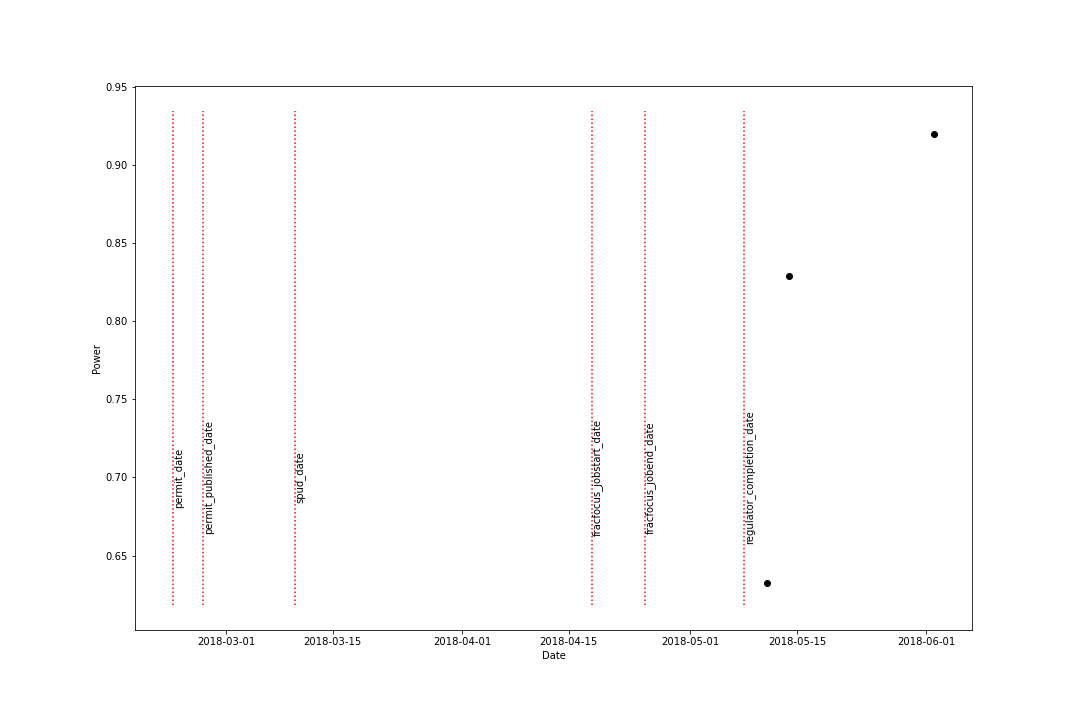 0.95
0.90
0.85
0.80
0.75
0.70
0.65
Power
permit_date
permit_published_date
spud_date
fracfocus_jobstart_date
fracfocus_jobend_date
regulator_completion_date
2018-03-01
2018-03-15
2018-04-01
2018-04-15
2018-05-01
2018-05-15
2018-06-01
Date